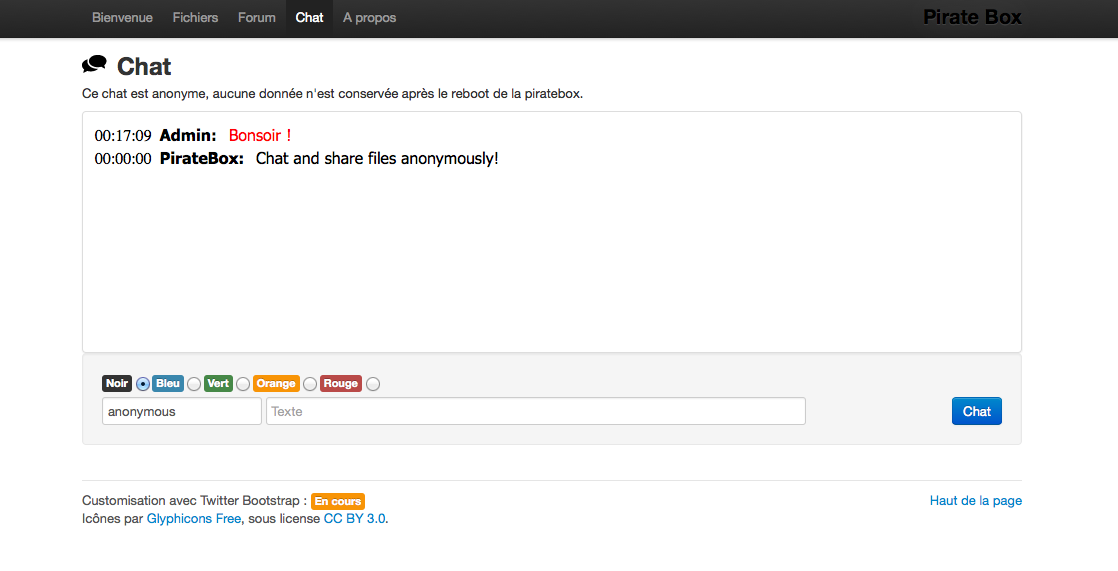 Bienvenue Fichiers Forum Chat A propos Pirate Box
Chat
Ce chat est anonyme, aucune donnée n'est conservée après le reboot de la piratebox.
00:17:09 Admin: Bonsoir !
00:00:00 PirateBox: Chat and share files anonymously!
Noir Bleu Vert Orange Rouge
anonymous Texte Chat
Customisation avec Twitter Bootstrap : En cours Haut de la page
Icônes par Glyphicons Free, sous license CC BY 3.0.